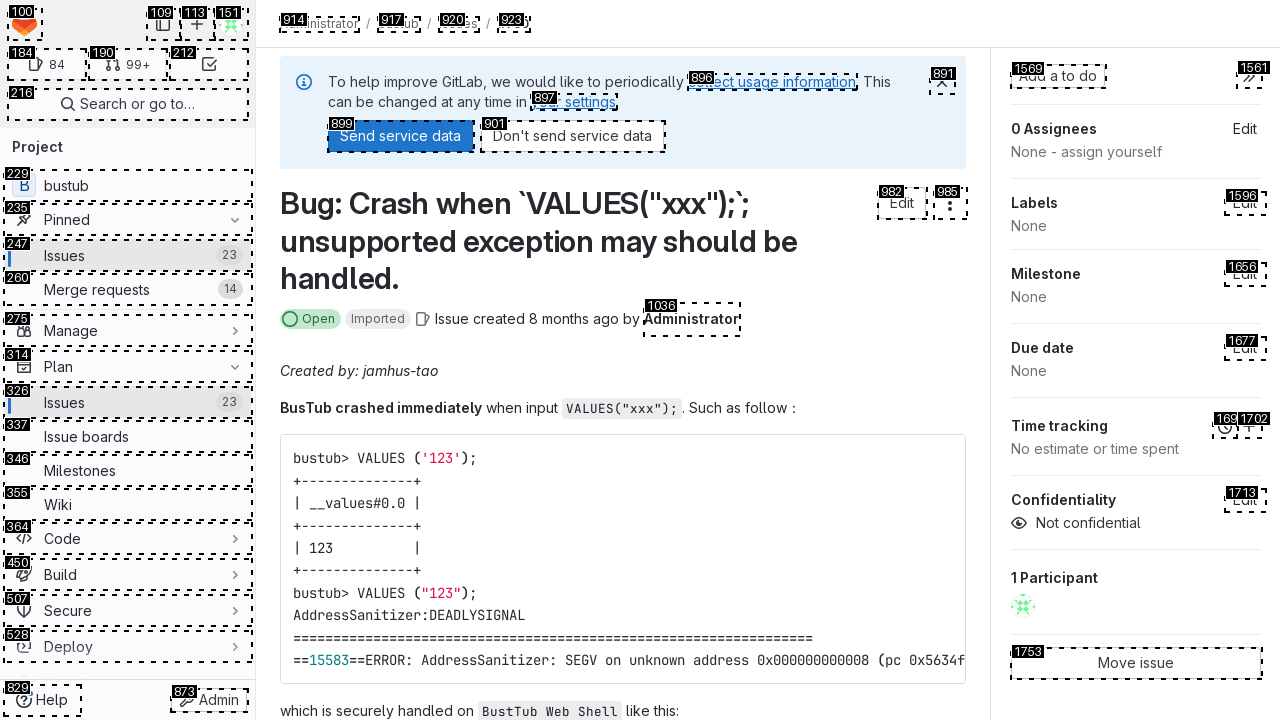 100
109
113
151
184
84
190
99+
212
216
Search or go to…
Project
229
B
bustub
235
Pinned
247
Issues
23
260
Merge requests
14
275
Manage
314
Plan
326
Issues
23
337
Issue boards
346
Milestones
355
Wiki
364
Code
450
Build
507
Secure
528
Deploy
829
Help
873
Admin
914
/
917
/
920
/
923
To help improve GitLab, we would like to periodically 896 collect usage information. This
can be changed at any time in 897 your settings.
891
899
Send service data
901
Don't send service data
Bug: Crash when `VALUES("xxx");`;
unsupported exception may should be
handled.
982
Edit
985
Open
Imported
Issue created 8 months ago by Administrator
1036
Created by: jamhus-tao
BusTub crashed immediately when input VALUES("xxx");. Such as follow：
bustub> VALUES ('123');
+--------------+
| __values#0.0 |
+--------------+
| 123          |
+--------------+
bustub> VALUES ("123");
AddressSanitizer:DEADLYSIGNAL
=================================================================
==15583==ERROR: AddressSanitizer: SEGV on unknown address 0x000000000008 (pc 0x5634f
which is securely handled on BustTub Web Shell like this:
1569
Add a to do
1561
0 Assignees
Edit
None - assign yourself
Labels
1596
Edit
None
Milestone
1656
Edit
None
Due date
1677
Edit
None
Time tracking
169
1702
No estimate or time spent
Confidentiality
1713
Edit
Not confidential
1 Participant
1753
Move issue